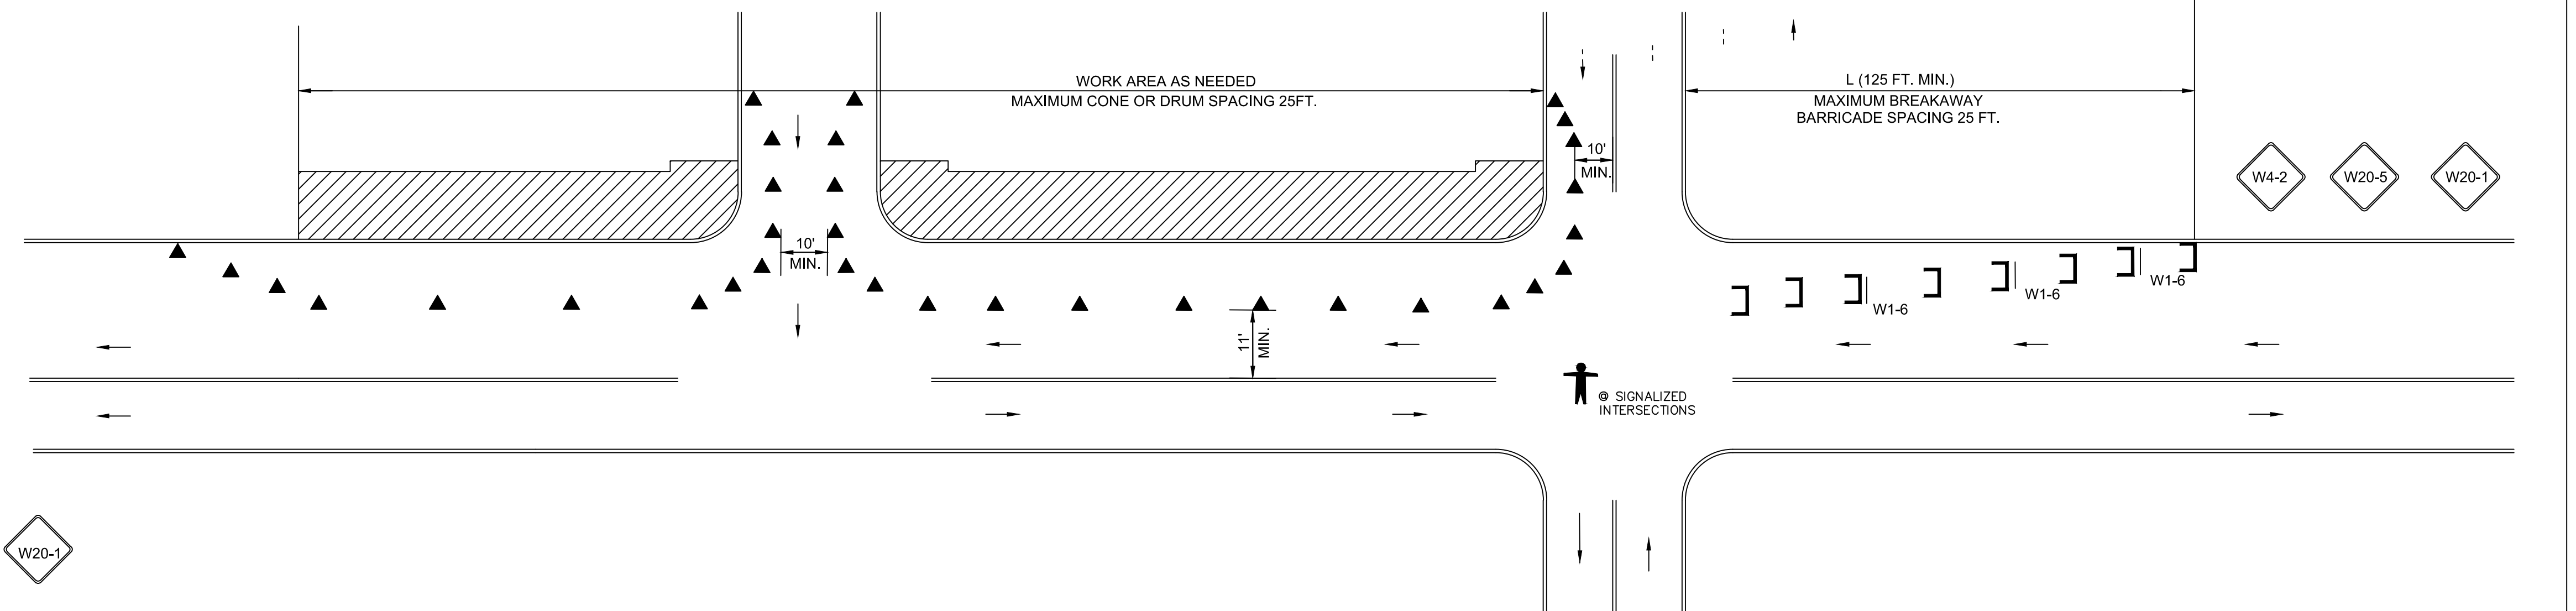 WORK AREA AS NEEDED
MAXIMUM CONE OR DRUM SPACING 25FT.
L (125 FT. MIN.)
MAXIMUM BREAKAWAY
BARRICADE SPACING 25 FT.
10'
MIN.
W4-2
W20-5
W20-1
10'
MIN.
W1-6
W1-6
W1-6
11'
MIN.
@ SIGNALIZED
INTERSECTIONS
W20-1